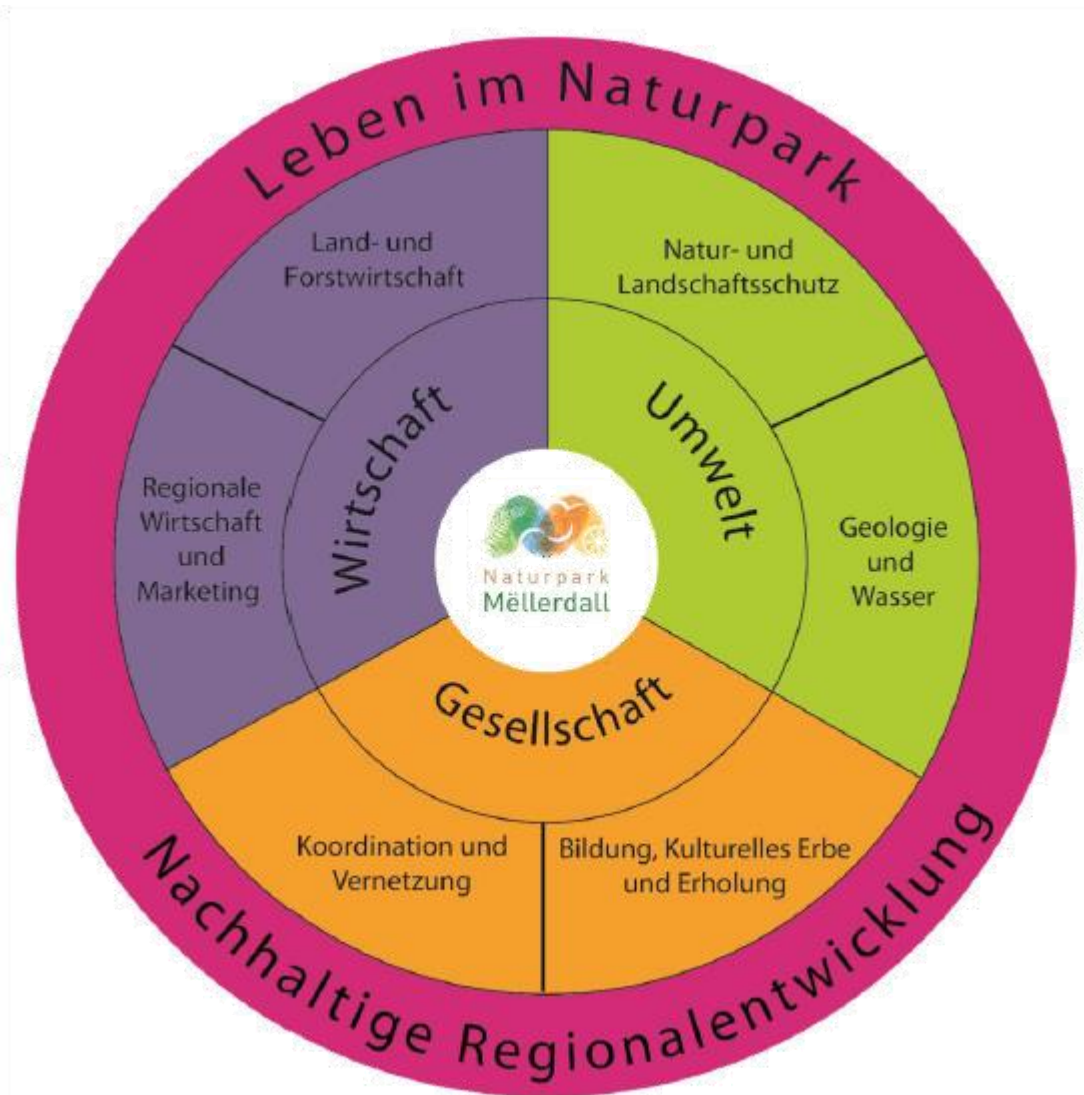 Leben im Naturpark
Land- und
Forstwirtschaft
Natur- und
Landschaftsschutz
Wirtschaft
Umwelt
Regionale
Wirtschaft
und
Marketing
Geologie
und
Wasser
Naturpark
Mëllerdall
Gesellschaft
Koordination und
Vernetzung
Bildung, Kulturelles Erbe
und Erholung
Nachhaltige Regionalentwicklung